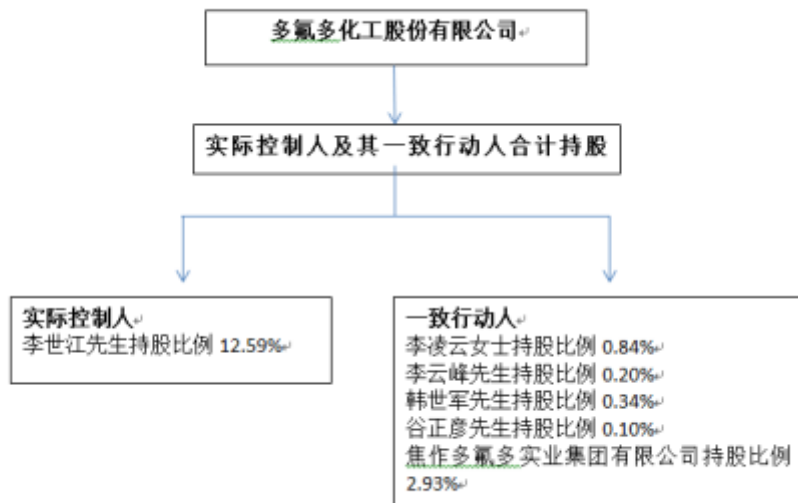 多氟多化工股份有限公司
实际控制人及其一致行动人合计持股
实际控制人
李世江先生持股比例 12.59%
一致行动人
李凌云女士持股比例 0.84%
李云峰先生持股比例 0.20%
韩世军先生持股比例 0.34%
谷正彦先生持股比例 0.10%
焦作多氟多实业集团有限公司持股比例
2.93%